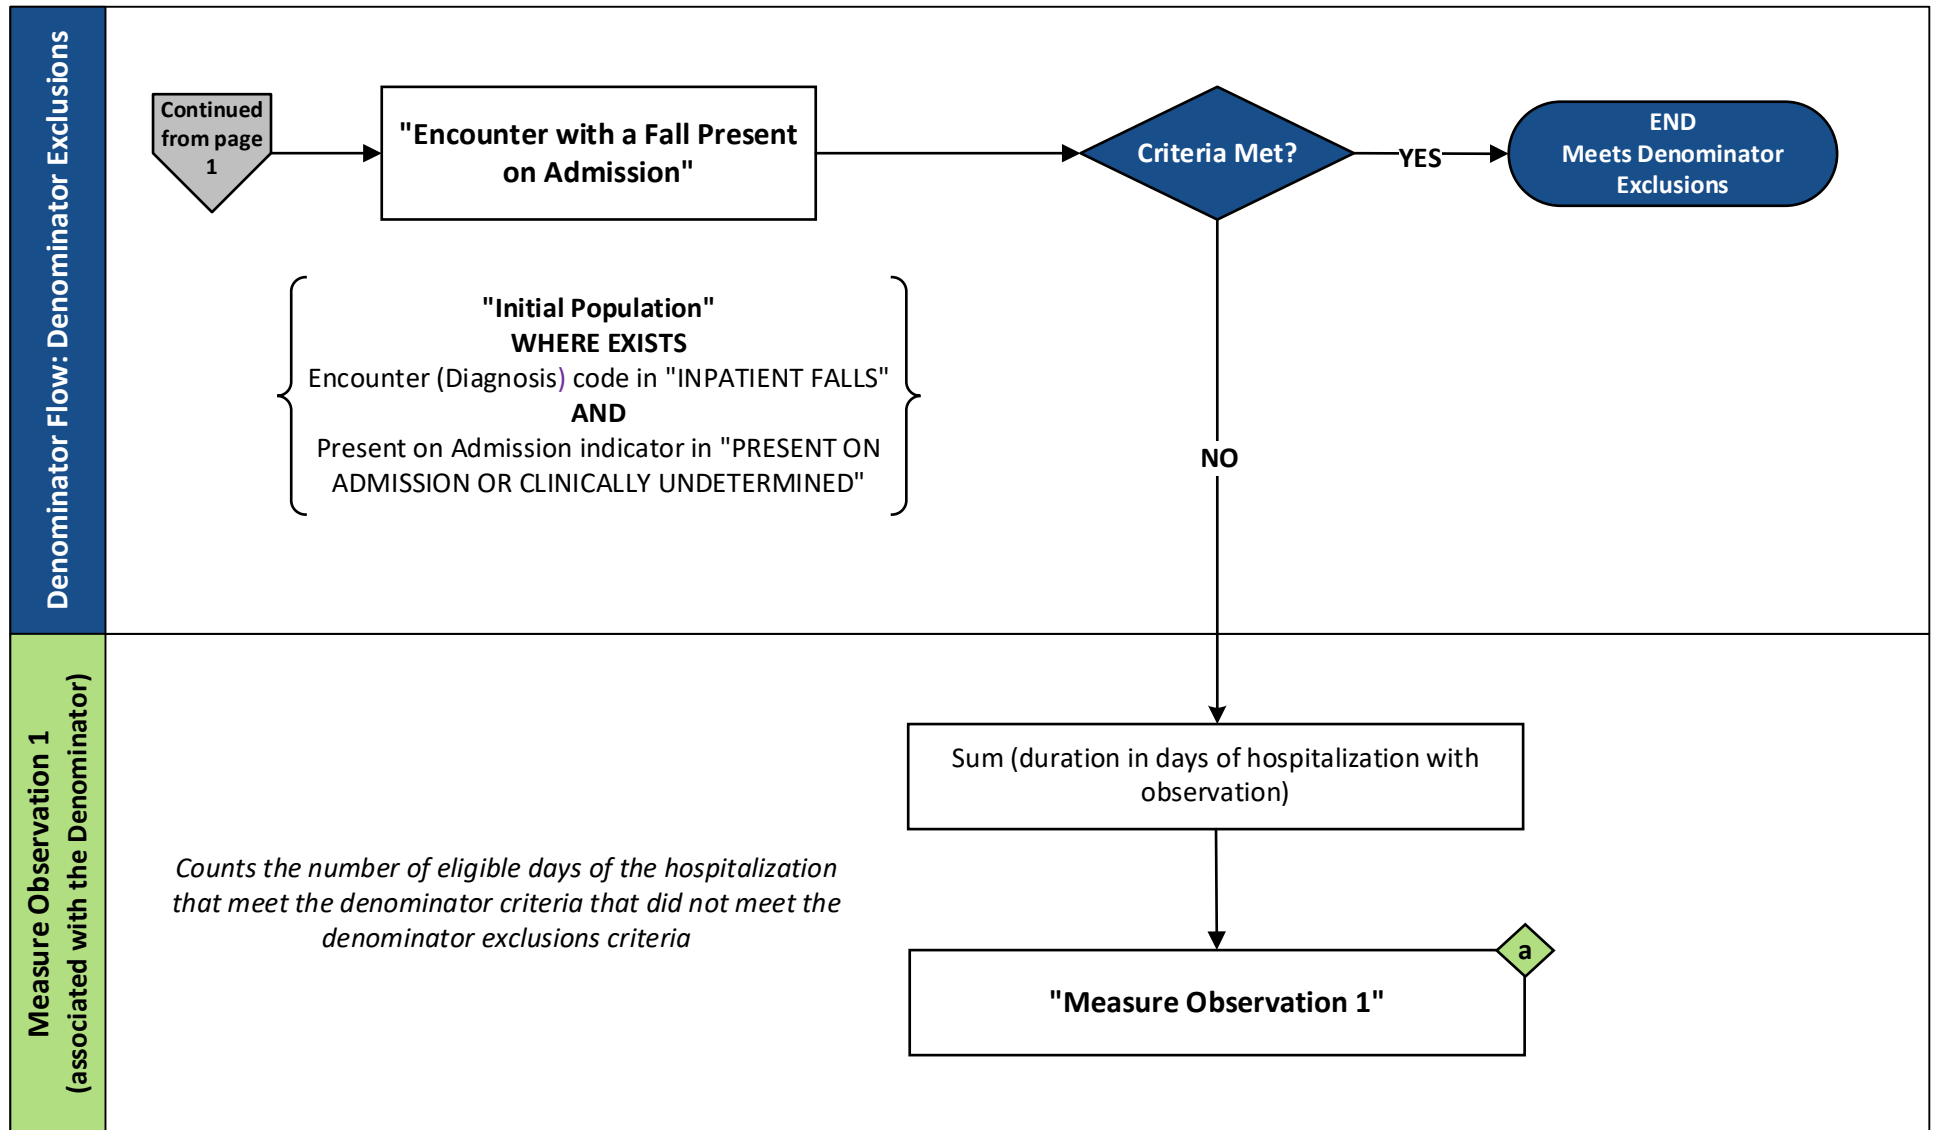 Denominator Flow: Denominator Exclusions
Continued
from page
1
"Encounter with a Fall Present
on Admission"
Criteria Met?
YES
END
Meets Denominator
Exclusions
"Initial Population"
WHERE EXISTS
Encounter (Diagnosis) code in "INPATIENT FALLS"
AND
Present on Admission indicator in "PRESENT ON
ADMISSION OR CLINICALLY UNDETERMINED"
NO
Measure Observation 1
(associated with the Denominator)
Sum (duration in days of hospitalization with
observation)
Counts the number of eligible days of the hospitalization
that meet the denominator criteria that did not meet the
denominator exclusions criteria
a
"Measure Observation 1"